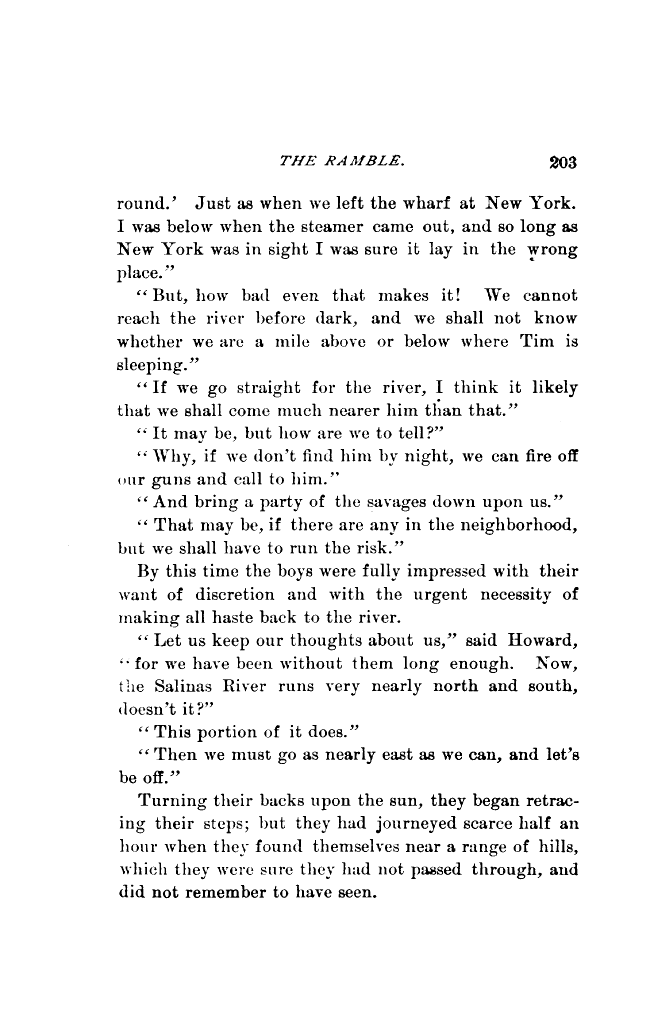 THE RAMBLE. 203
round.' Just as when we left the wharf at New York.
I was below when the steamer came out, and so long as
New York was in sight I was sure it lay in the wrong
place."
"But, how bad even that makes it! We cannot
reach the river before dark, and we shall not know
whether we are a mile above or below where Tim is
sleeping."
"If we go straight for the river, I think it likely
that we shall come much nearer him than that."
"It may be, but how are we to tell?"
"Why, if we don't find him by night, we can fire off
our guns and call to him."
"And bring a party of the savages down upon us."
"That may be, if there are any in the neighborhood,
but we shall have to run the risk."
By this time the boys were fully impressed with their
want of discretion and with the urgent necessity of
making all haste back to the river.
"Let us keep our thoughts about us," said Howard,
"for we have been without them long enough. Now,
the Salinas River runs very nearly north and south,
doesn't it?"
"This portion of it does."
"Then we must go as nearly east as we can, and let's
be off."
Turning their backs upon the sun, they began retrac-
ing their steps; but they had journeyed scarce half an
hour when they found themselves near a range of hills,
which they were sure they had not passed through, and
did not remember to have seen.